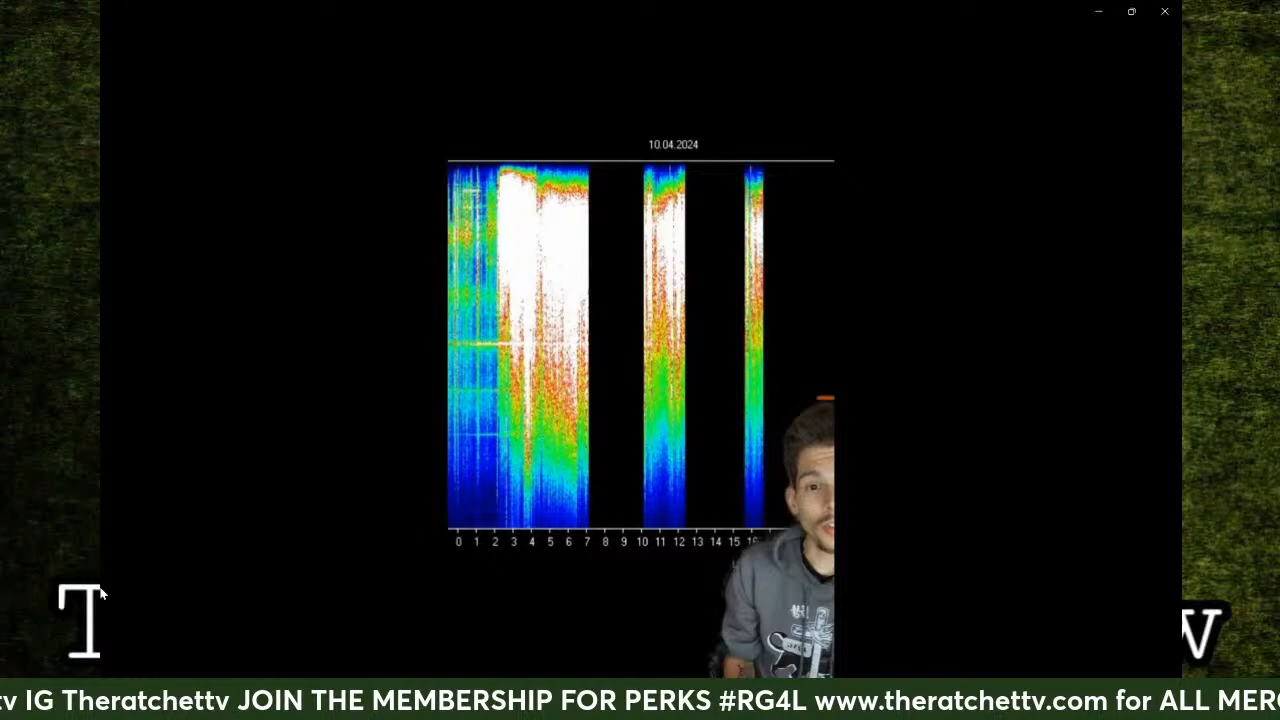 10.04.2024
0 1 2 3 4 5 6 7 8 9 10 11 12 13 14 15 16
T
w
tv IG Theratchettv JOIN THE MEMBERSHIP FOR PERKS #RG4L www.theratchettv.com for ALL MER